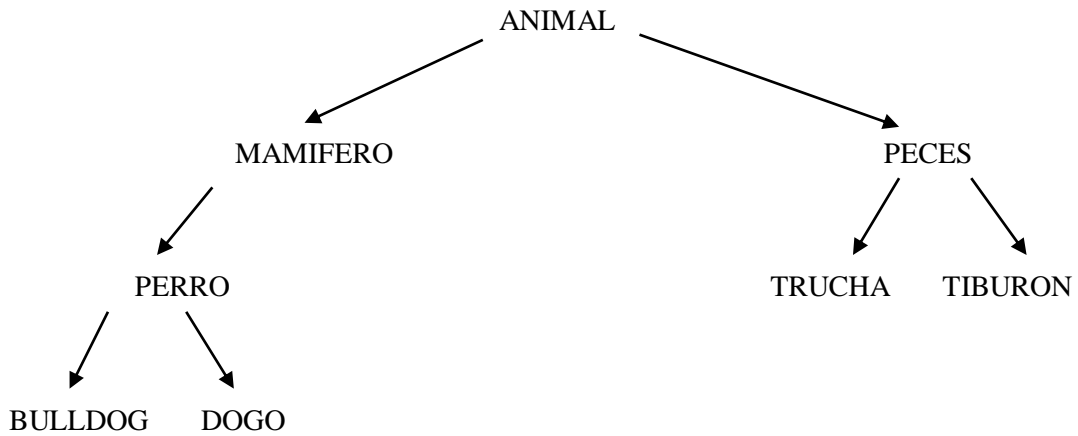 ANIMAL
MAMIFERO PECES
PERRO TRUCHA TIBURON
BULLDOG DOGO